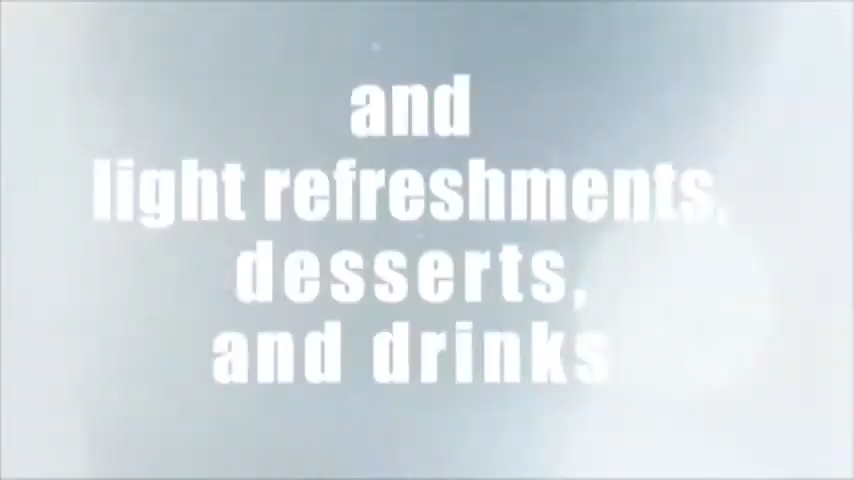 and
light refreshments,
desserts,
and drinks